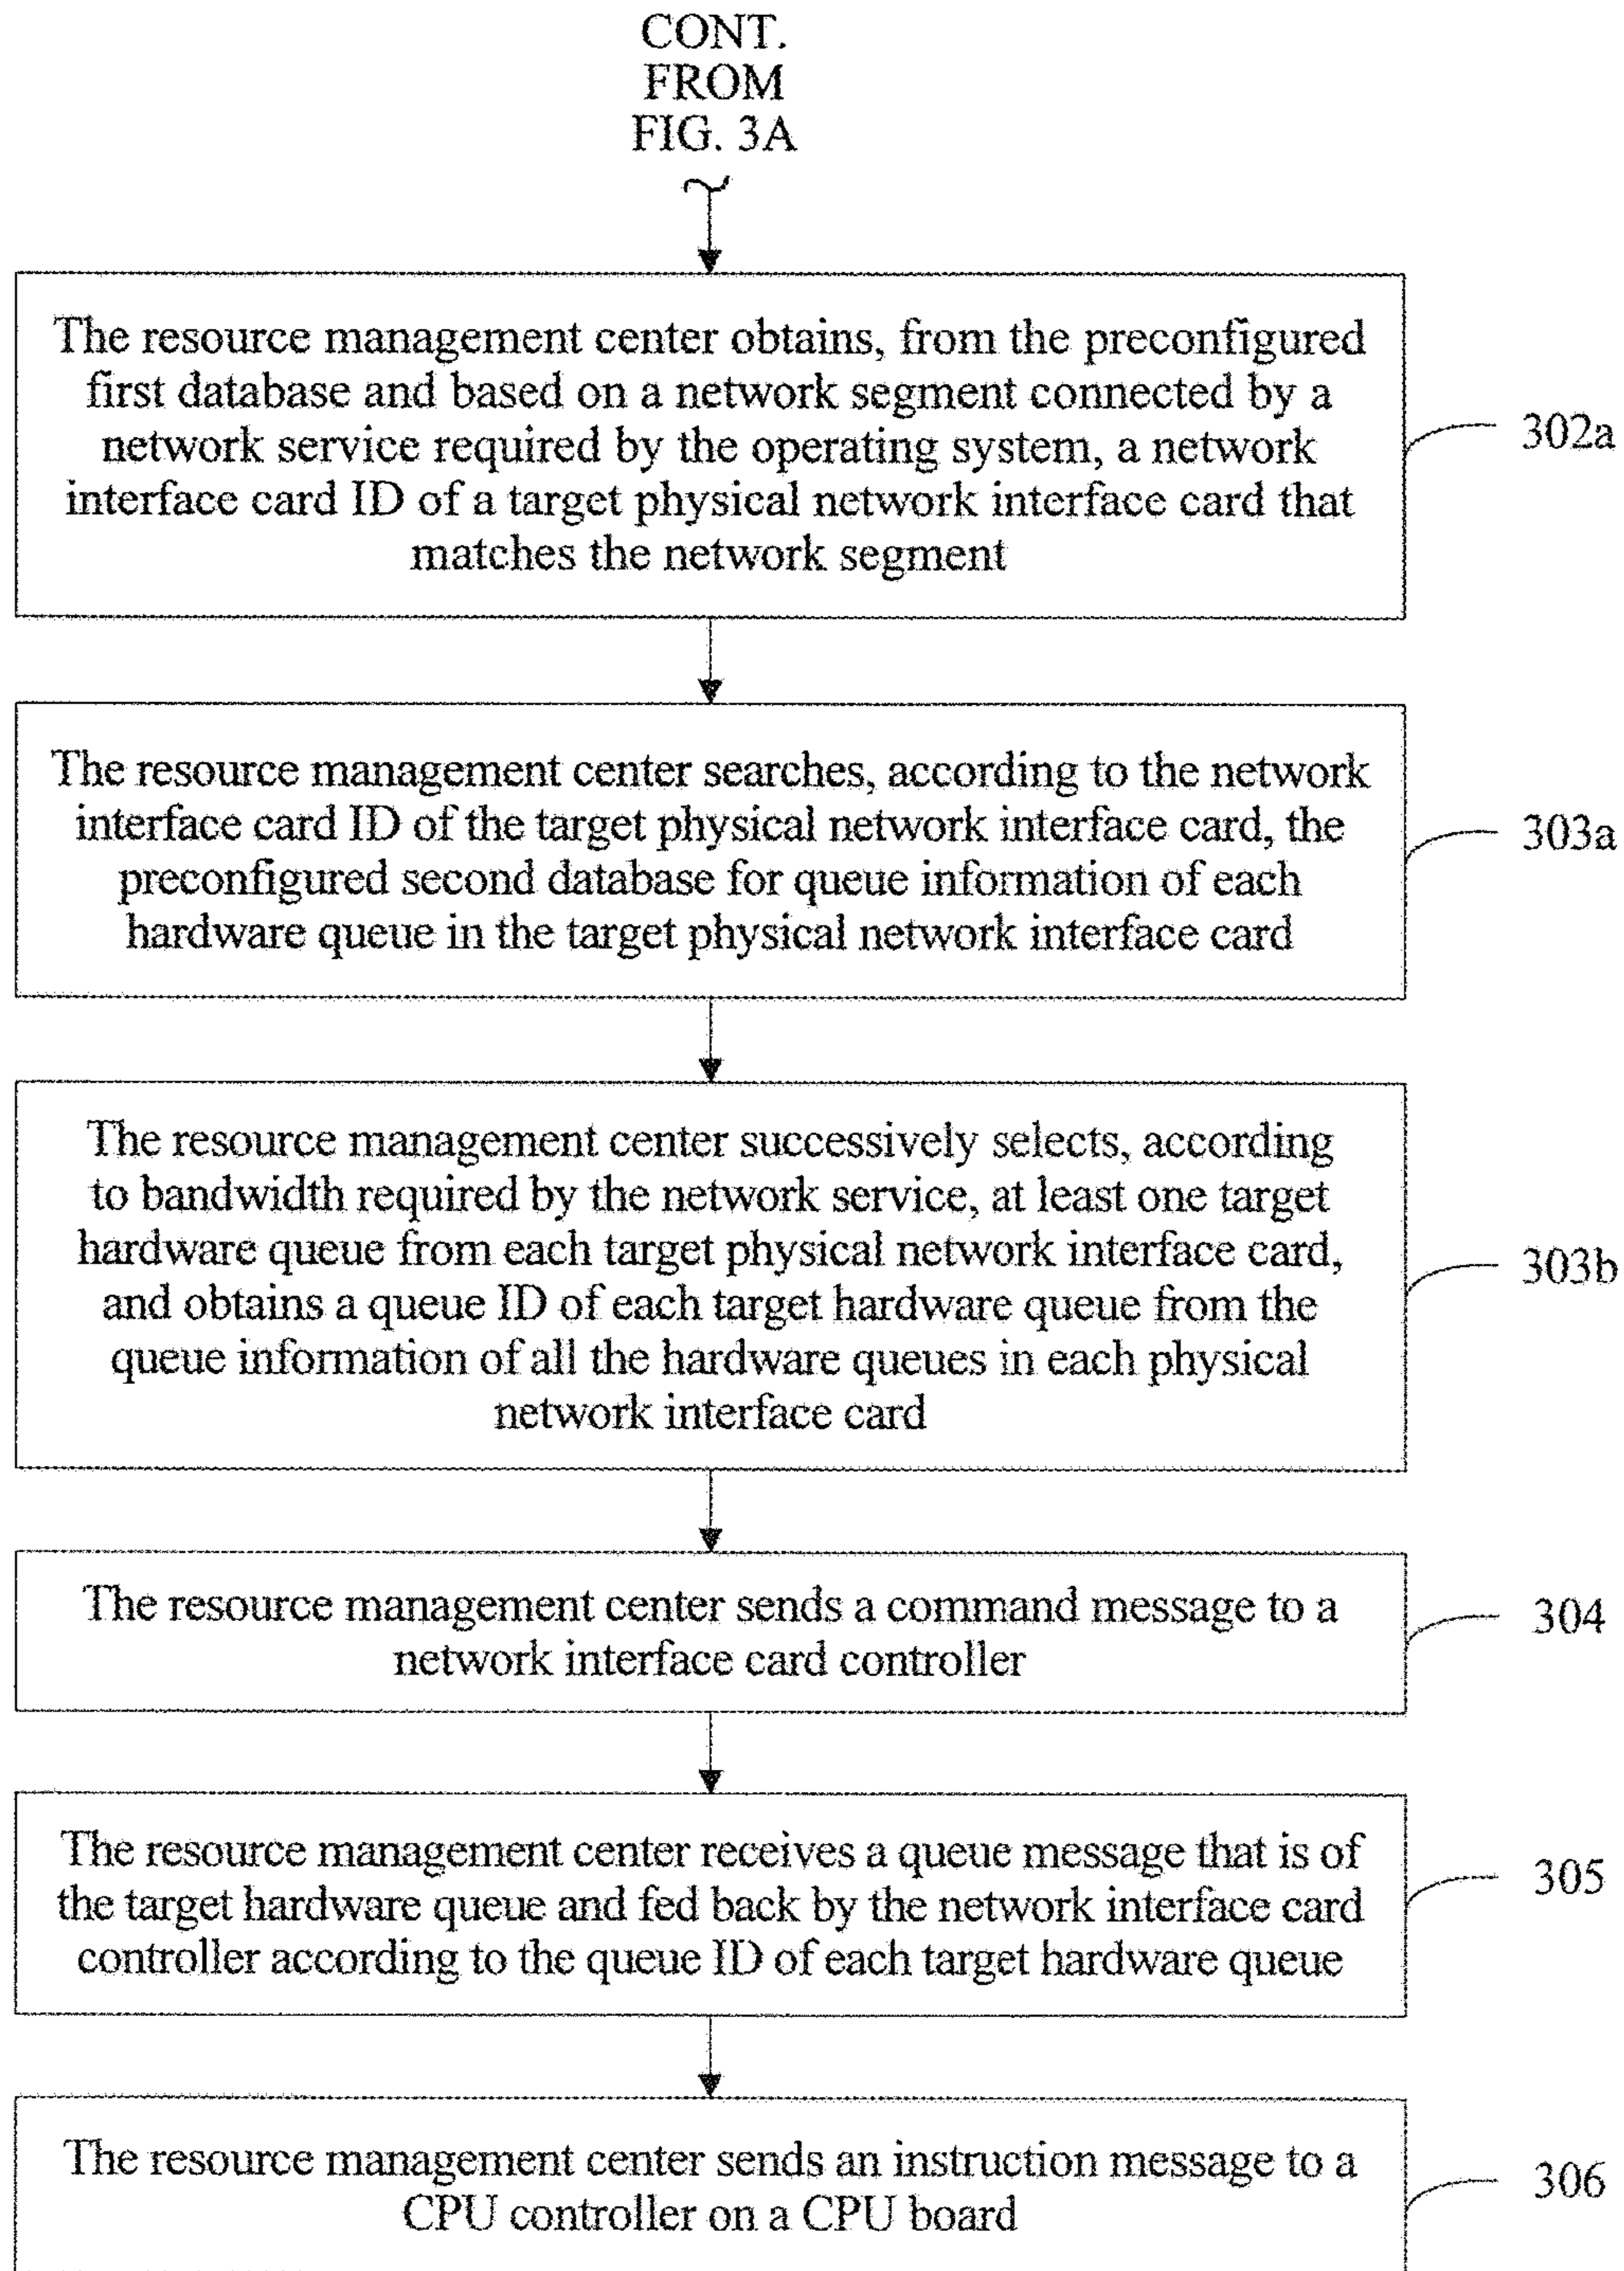 CONT.
FROM
FIG. 3A
The resource management center obtains, from the preconfigured
first database and based on a network segment connected by a
network service required by the operating system, a network
interface card ID of a target physical network interface card that
matches the network segment
302a
The resource management center searches, according to the network
interface card ID of the target physical network interface card, the
preconfigured second database for queue information of each
hardware queue in the target physical network interface card
303a
The resource management center successively selects, according
to bandwidth required by the network service, at least one target
hardware queue from each target physical network interface card,
and obtains a queue ID of each target hardware queue from the
queue information of all the hardware queues in each physical
network interface card
303b
The resource management center sends a command message to a
network interface card controller
304
The resource management center receives a queue message that is of
the target hardware queue and fed back by the network interface card
controller according to the queue ID of each target hardware queue
305
The resource management center sends an instruction message to a
CPU controller on a CPU board
306